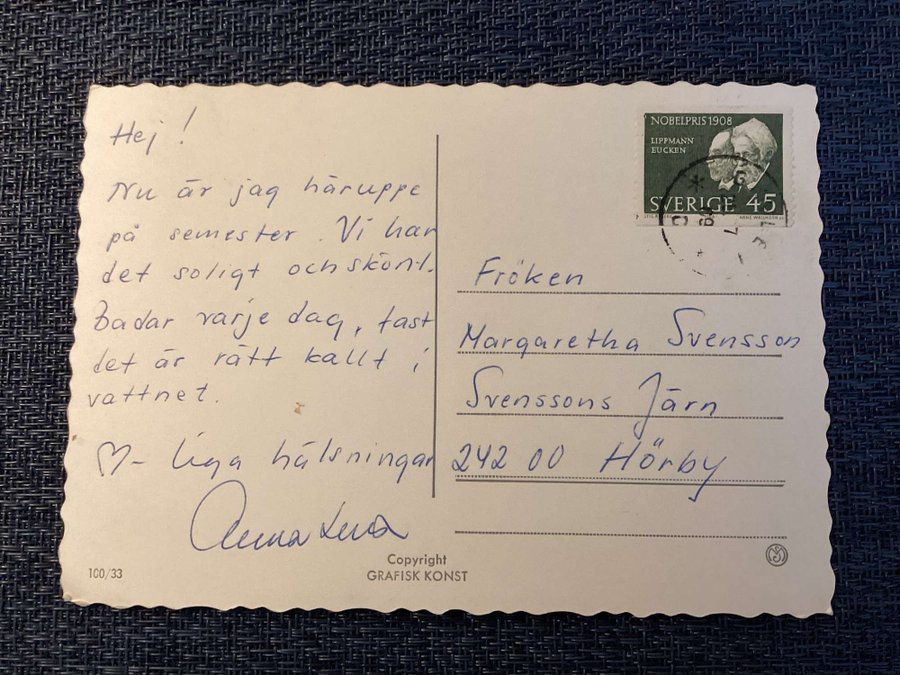 Hej!
Nu är jag häruppe
på semester. Vi har
det soligt och skönt.
Badar varje dag, fast
det är rätt kallt i
vattnet.
♡-liga hälsningar
Anna Lena
100/33
Copyright
GRAFISK KONST
NOBELPRIS 1908
LIPPMANN
EUCKEN
SVERIGE 45
Fröken
Margaretha Svensson
Svenssons Järn
242 00 Hörby